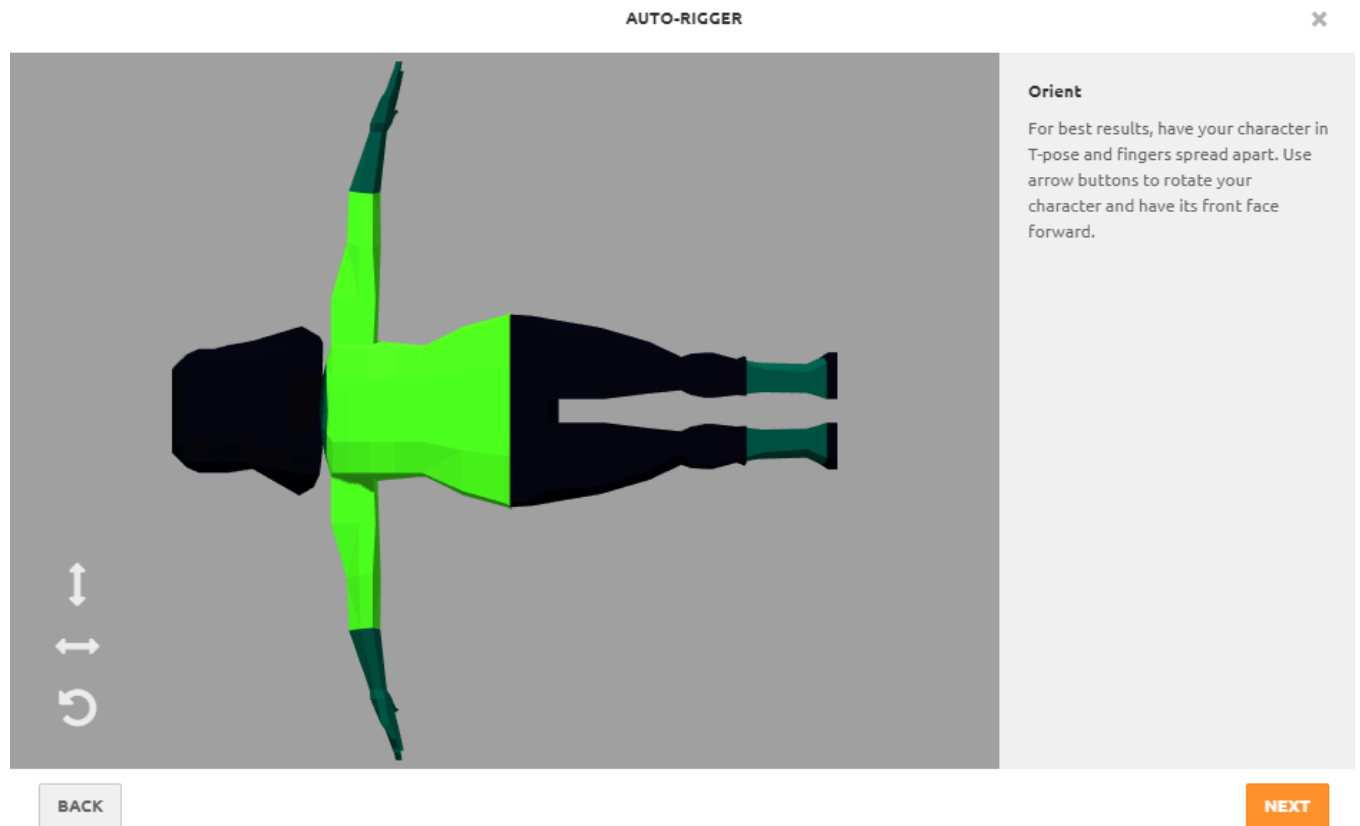 AUTO-RIGGER
Orient
For best results, have your character in
T-pose and fingers spread apart. Use
arrow buttons to rotate your
character and have its front face
forward.
BACK
NEXT